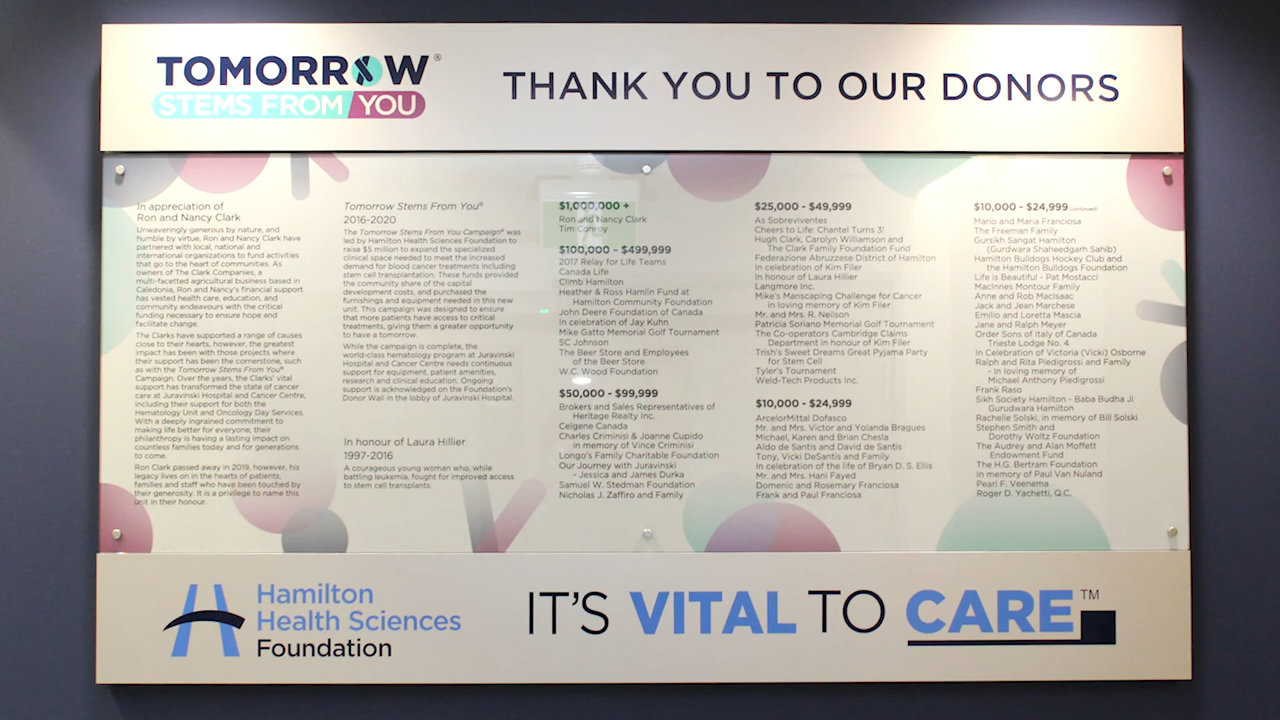 TOMORROW®
STEMS FROM YOU
THANK YOU TO OUR DONORS
In appreciation of
Ron and Nancy Clark
Unwaveringly generous by nature, and
humble by virtue, Ron and Nancy Clark have
partnered with local, national and
international organizations to fund activities
that go to the heart of communities. As
owners of The Clark Companies, a
multi-facetted agricultural business based in
Caledonia, Ron and Nancy's financial support
has vested health care, education, and
community endeavours with the critical
funding necessary to ensure hope and
facilitate change.
The Clarks have supported a range of causes
close to their hearts, however, the greatest
impact has been with those projects where
their support has been the cornerstone, such
as with the Tomorrow Stems From You®
Campaign. Over the years, the Clarks' vital
support has transformed the state of cancer
care at Juravinski Hospital and Cancer Centre,
including their support for both the
Hematology Unit and Oncology Day Services.
With a deeply ingrained commitment to
making life better for everyone, their
philanthropy is having a lasting impact on
countless families today and for generations
to come.
Ron Clark passed away in 2019, however, his
legacy lives on in the hearts of patients,
families and staff who have been touched by
their generosity. It is a privilege to name this
unit in their honour.
Tomorrow Stems From You®
2016-2020
The Tomorrow Stems From You Campaign® was
led by Hamilton Health Sciences Foundation to
raise $5 million to expand the specialized
clinical space needed to meet the increased
demand for blood cancer treatments including
stem cell transplantation. These funds provided
the community share of the capital
development costs, and purchased the
furnishings and equipment needed in this new
unit. This campaign was designed to ensure
that more patients have access to critical
treatments, giving them a greater opportunity
to have a tomorrow.
While the campaign is complete, the
world-class hematology program at Juravinski
Hospital and Cancer Centre needs continuous
support for equipment, patient amenities,
research and clinical education. Ongoing
support is acknowledged on the Foundation's
Donor Wall in the lobby of Juravinski Hospital.
In honour of Laura Hillier
1997-2016
A courageous young woman who, while
battling leukemia, fought for improved access
to stem cell transplants.
$1,000,000 +
Ron and Nancy Clark
Tim Conroy
$100,000 – $499,999
2017 Relay for Life Teams
Canada Life
Climb Hamilton
Heather & Ross Hamlin Fund at
Hamilton Community Foundation
John Deere Foundation of Canada
In celebration of Jay Kuhn
Mike Gatto Memorial Golf Tournament
SC Johnson
The Beer Store and Employees
of the Beer Store
W.C. Wood Foundation
$50,000 - $99,999
Brokers and Sales Representatives of
Heritage Realty Inc.
Celgene Canada
Charles Criminisi & Joanne Cupido
in memory of Vince Criminisi
Longo's Family Charitable Foundation
Our Journey with Juravinski
- Jessica and James Durka
Samuel W. Stedman Foundation
Nicholas J. Zaffiro and Family
$25,000 - $49,999
As Sobreviventes
Cheers to Life: Chantel Turns 3!
Hugh Clark, Carolyn Williamson and
The Clark Family Foundation Fund
Federazione Abruzzese District of Hamilton
In celebration of Kim Filer
In honour of Laura Hillier
Langmore Inc.
Mike's Manscaping Challenge for Cancer
in loving memory of Kim Filer
Mr. and Mrs. R. Neilson
Patricia Soriano Memorial Golf Tournament
The Co-operators Cambridge Claims
Department in honour of Kim Filer
Trish's Sweet Dreams Great Pyjama Party
for Stem Cell
Tyler's Tournament
Weld-Tech Products Inc.
$10,000 - $24,999
ArcelorMittal Dofasco
Mr. and Mrs. Victor and Yolanda Bragues
Michael, Karen and Brian Chesla
Aldo de Santis and David de Santis
Tony, Vicki DeSantis and Family
In celebration of the life of Bryan D. S. Ellis
Mr. and Mrs. Hani Fayed
Domenic and Rosemary Franciosa
Frank and Paul Franciosa
$10,000 - $24,999 (continued)
Mario and Maria Franciosa
The Freeman Family
Gursikh Sangat Hamilton
(Gurdwara Shaheedgarh Sahib)
Hamilton Bulldogs Hockey Club and
the Hamilton Bulldogs Foundation
Life is Beautiful - Pat Mostacci
MacInnes Montour Family
Anne and Rob MacIsaac
Jack and Jean Marchese
Emilio and Loretta Mascia
Jane and Ralph Meyer
Order Sons of Italy of Canada
Trieste Lodge No. 4
In Celebration of Victoria (Vicki) Osborne
Ralph and Rita Piedigrossi and Family
- In loving memory of
Michael Anthony Piedigrossi
Frank Raso
Sikh Society Hamilton - Baba Budha Ji
Gurudwara Hamilton
Rachelle Solski, in memory of Bill Solski
Stephen Smith and
Dorothy Woltz Foundation
The Audrey and Alan Moffett
Endowment Fund
The H.G. Bertram Foundation
In memory of Paul Van Nuland
Pearl F. Veenema
Roger D. Yachetti, Q.C.
Hamilton
Health Sciences
Foundation
IT'S VITAL TO CARE™